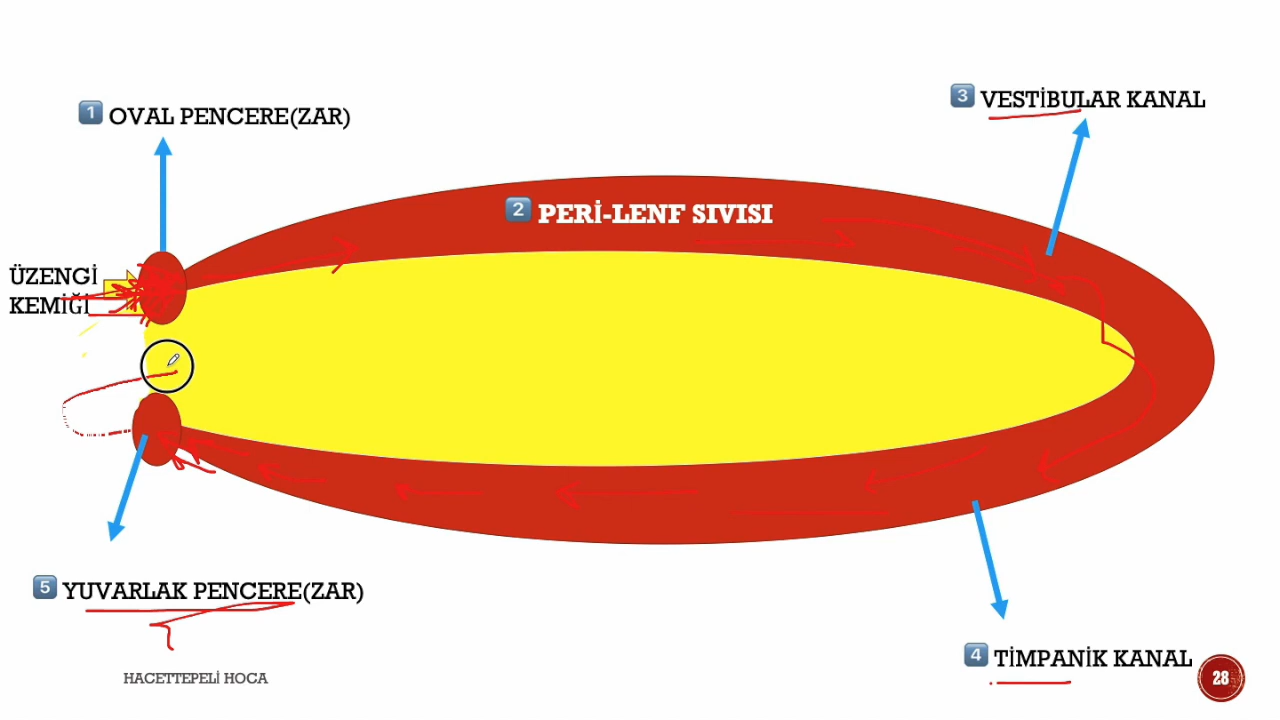 1 OVAL PENCERE(ZAR)
3 VESTİBULAR KANAL
2 PERİ-LENF SIVISI
ÜZENGİ
KEMİĞİ
5 YUVARLAK PENCERE(ZAR)
4 TİMPANİK KANAL
HACETTEPELİ HOCA
28